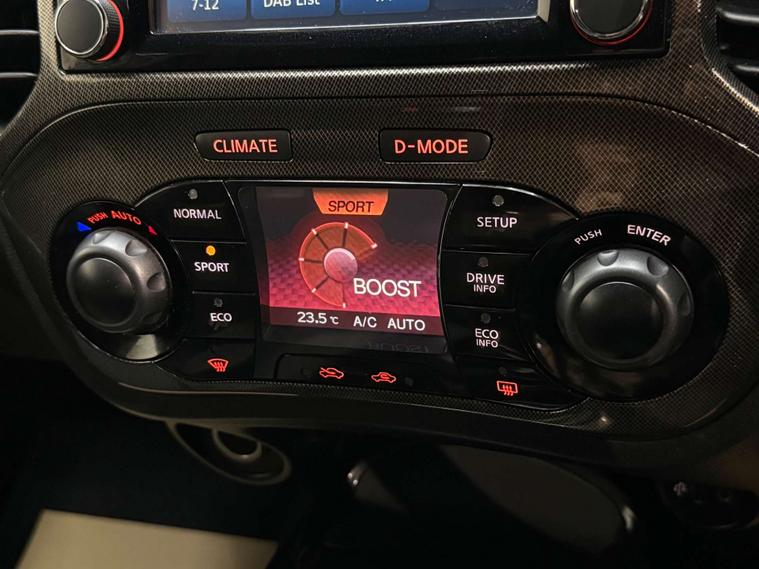 7-12
DAB List
CLIMATE
D-MODE
PUSH AUTO
NORMAL
SPORT
SETUP
PUSH ENTER
SPORT
BOOST
DRIVE
INFO
ECO
23.5°C A/C AUTO
ECO
INFO